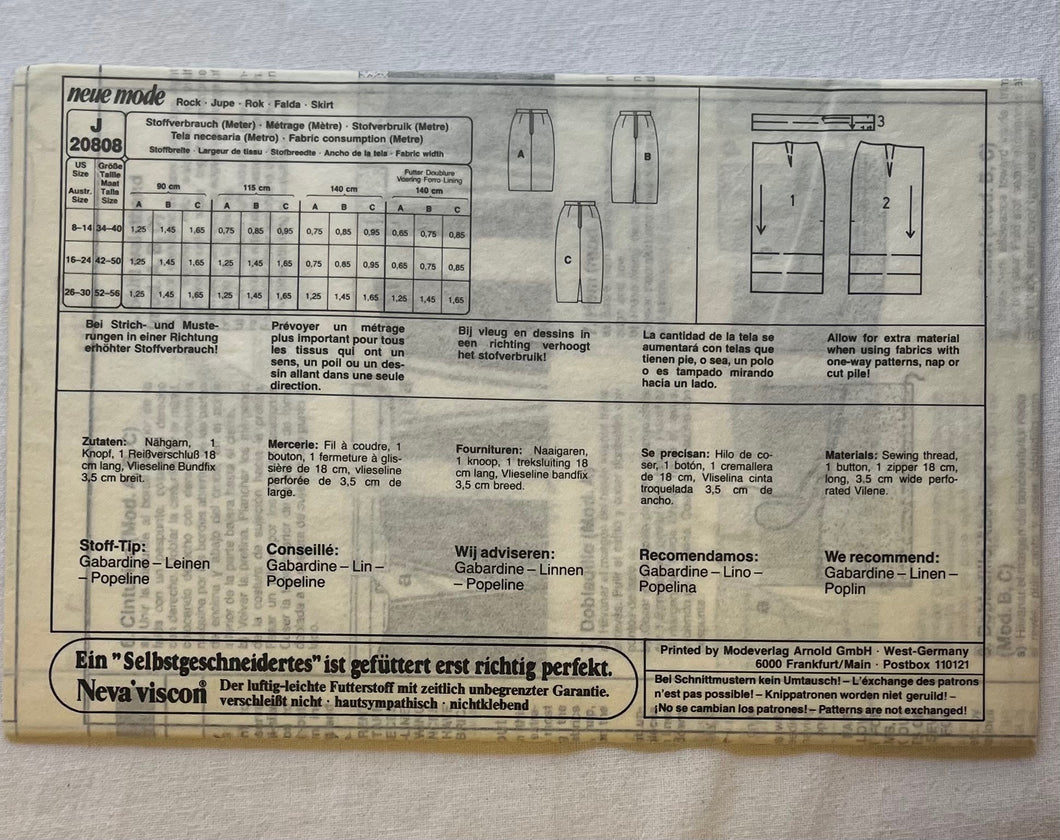 neue mode Rock · Jupe · Rok · Falda · Skirt
J
20808
Stoffverbrauch (Meter) · Métrage (Mètre) · Stofverbruik (Metre)
Tela necesaria (Metro) · Fabric consumption (Metre)
Stoffbreite · Largeur de tissu · Stofbreedte · Ancho de la tela · Fabric width
US Size Austr. Size
Größe Taille Maat Talla Size
90 cm 115 cm 140 cm
Futter Doublure
Voering Forro Lining
140 cm
A B C A B C A B C A B C
8–14 34–40 1,25 1,45 1,65 0,75 0,85 0,95 0,75 0,85 0,95 0,65 0,75 0,85
16–24 42–50 1,25 1,45 1,65 1,25 1,45 1,65 0,75 0,85 0,95 0,65 0,75 0,85
26–30 52–56 1,25 1,45 1,65 1,25 1,45 1,65 1,25 1,45 1,65 1,25 1,45 1,65
A
B
C
3
1
2
Bei Strich- und Muste-
rungen in einer Richtung
erhöhter Stoffverbrauch!
Prévoyer un métrage
plus important pour tous
les tissus qui ont un
sens, un poil ou un des-
sin allant dans une seule
direction.
Bij vleug en dessins in
een richting verhoogt
het stofverbruik!
La cantidad de la tela se
aumentará con telas que
tienen pie, o sea, un polo
o es tampado mirando
hacia un lado.
Allow for extra material
when using fabrics with
one-way patterns, nap or
cut pile!
Zutaten: Nähgarn, 1
Knopf, 1 Reißverschluß 18
cm lang, Vlieseline Bundfix
3,5 cm breit.
Mercerie: Fil à coudre, 1
bouton, 1 fermeture à glis-
sière de 18 cm, vlieseline
perforée de 3,5 cm de
large.
Fournituren: Naaigaren,
1 knoop, 1 treksluiting 18
cm lang, Vlieseline bandfix
3,5 cm breed.
Se precisan: Hilo de co-
ser, 1 botón, 1 cremallera
de 18 cm, Vliselina cinta
troquelada 3,5 cm de
ancho.
Materials: Sewing thread,
1 button, 1 zipper 18 cm,
long, 3.5 cm wide perfo-
rated Vilene.
Stoff-Tip:
Gabardine – Leinen
– Popeline
Conseillé:
Gabardine – Lin –
Popeline
Wij adviseren:
Gabardine – Linnen
– Popeline
Recomendamos:
Gabardine – Lino –
Popelina
We recommend:
Gabardine – Linen –
Poplin
Ein "Selbstgeschneidertes" ist gefüttert erst richtig perfekt.
Neva'viscon® Der luftig-leichte Futterstoff mit zeitlich unbegrenzter Garantie.
verschleißt nicht · hautsympathisch · nichtklebend
Printed by Modeverlag Arnold GmbH · West-Germany
6000 Frankfurt/Main · Postbox 110121
Bei Schnittmustern kein Umtausch! – L'échange des patrons
n'est pas possible! – Knippatronen worden niet geruild! –
¡No se cambian los patrones! – Patterns are not exchanged!